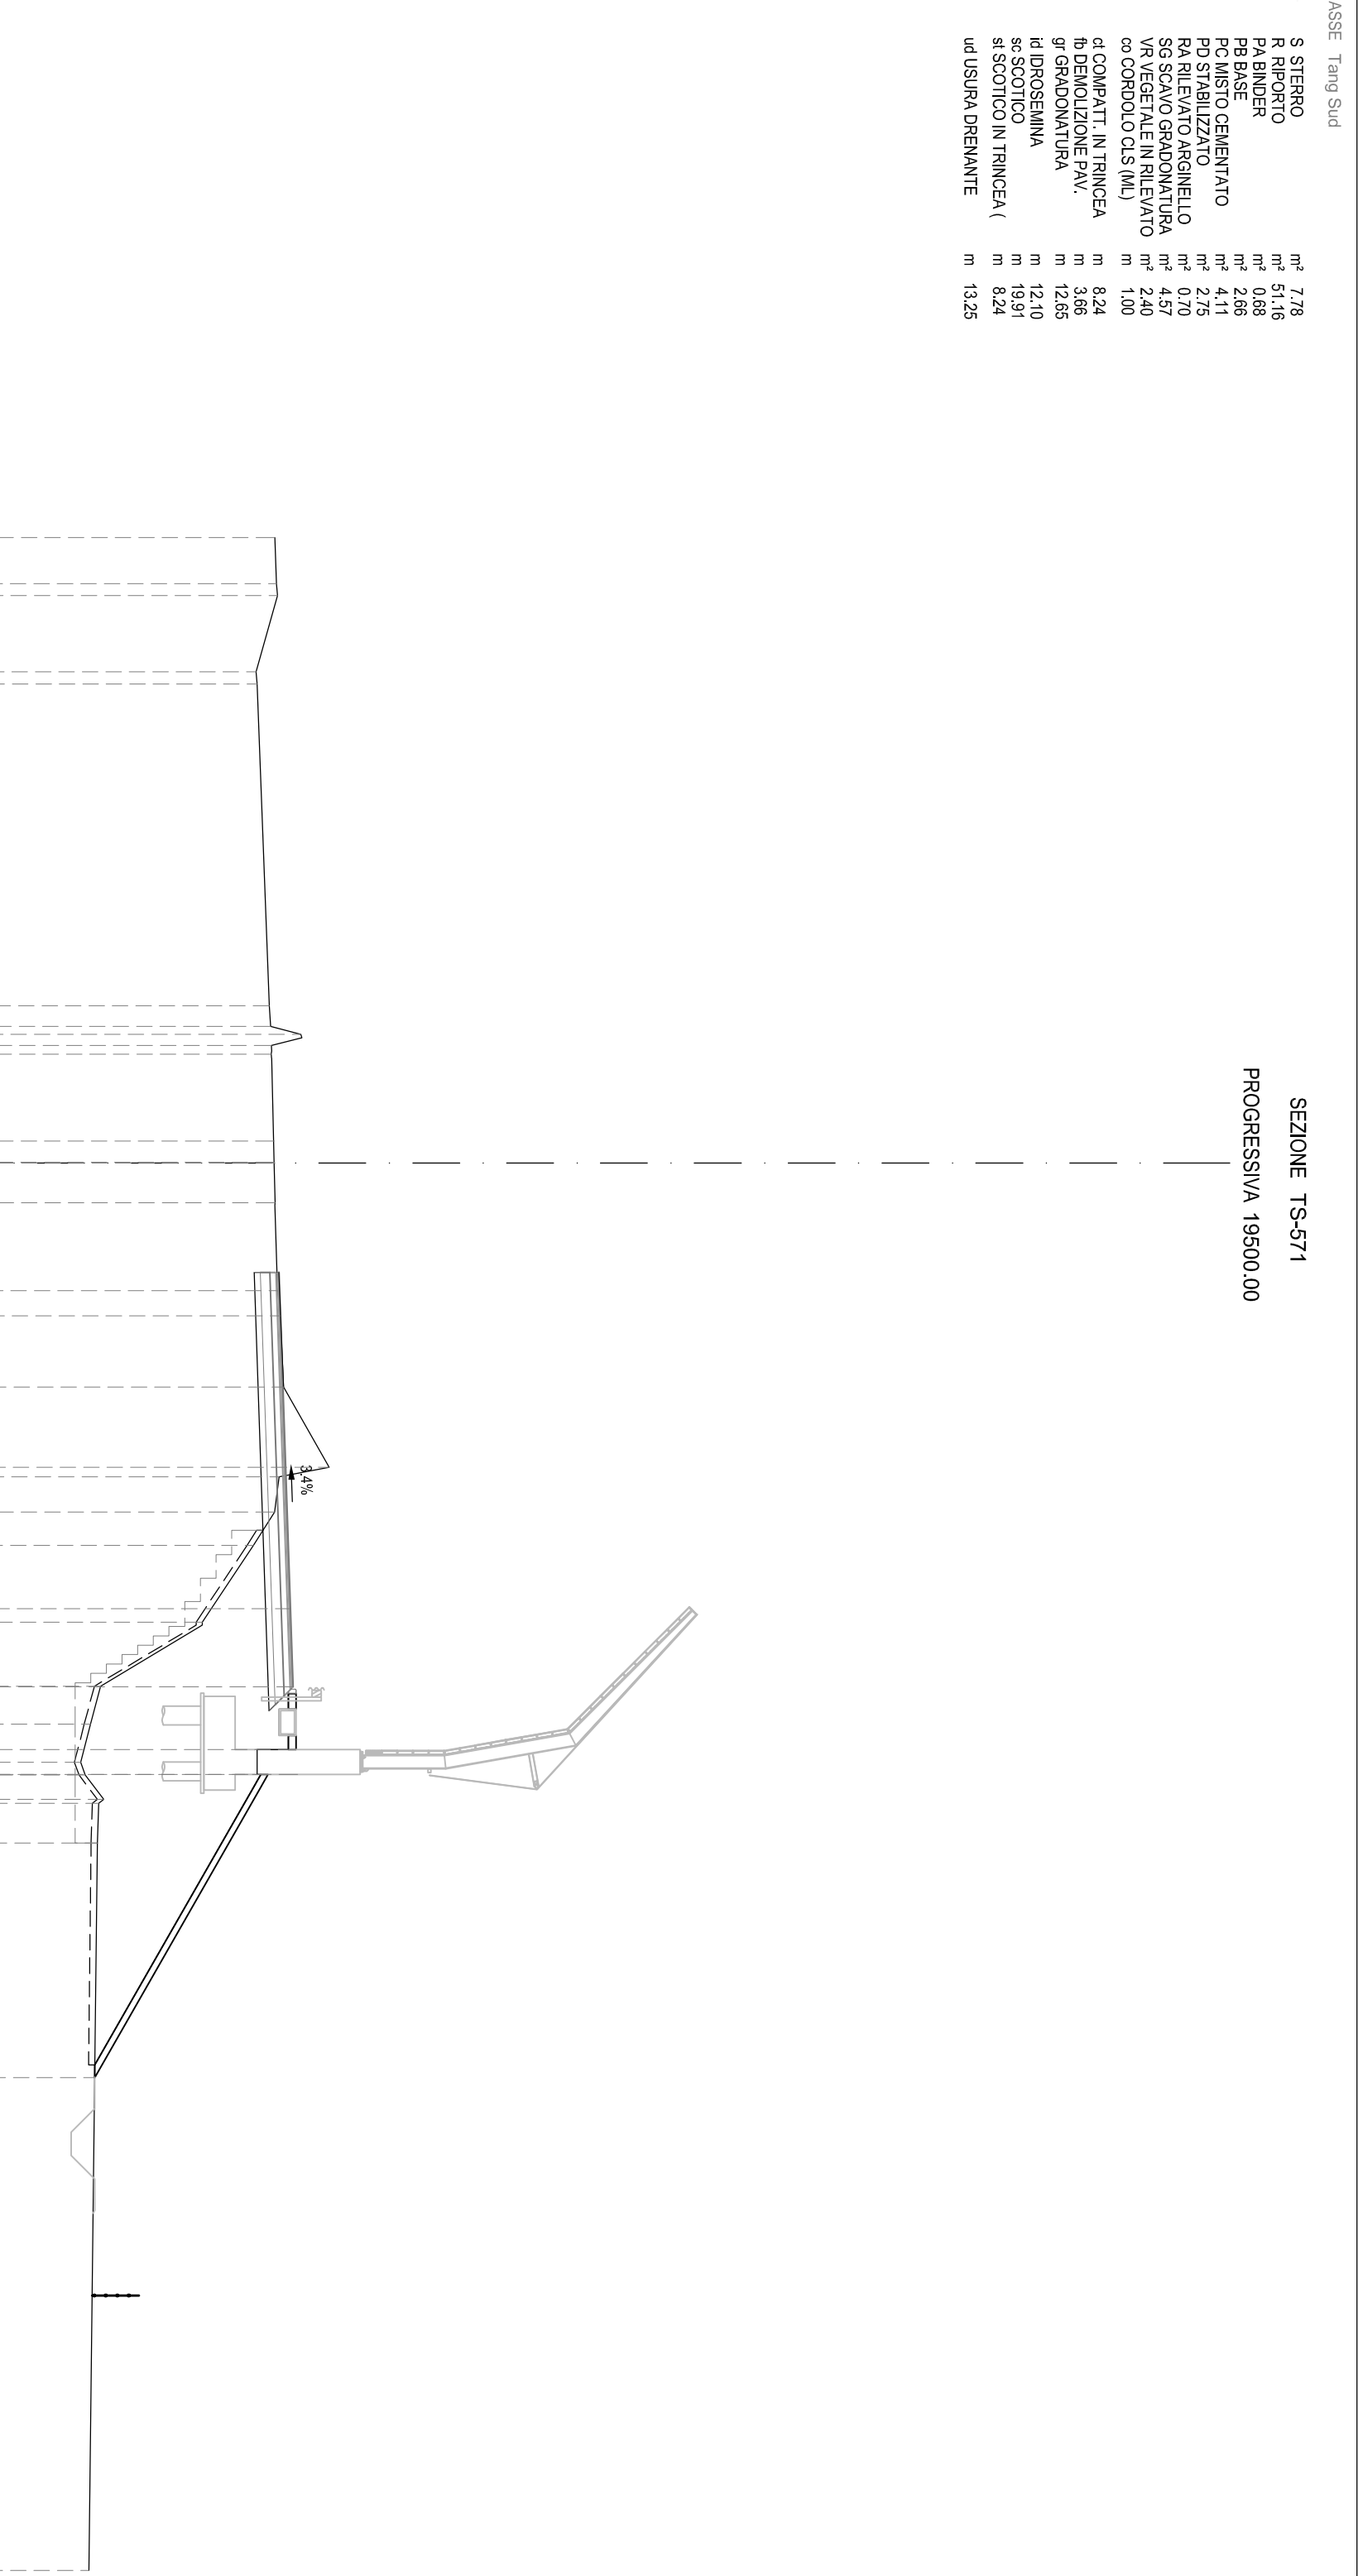 ASSE Tang Sud
SEZIONE TS-571
PROGRESSIVA 19500.00
S STERRO m² 7.78
R RIPORTO m² 51.16
PA BINDER m² 0.68
PB BASE m² 2.66
PC MISTO CEMENTATO m² 4.11
PD STABILIZZATO m² 2.75
RA RILEVATO ARGINELLO m² 0.70
SG SCAVO GRADONATURA m² 4.57
VR VEGETALE IN RILEVATO m² 2.40
co CORDOLO CLS (ML) m 1.00
ct COMPATT. IN TRINCEA m 8.24
fb DEMOLIZIONE PAV. m 3.66
gr GRADONATURA m 12.65
id IDROSEMINA m 12.10
sc SCOTICO m 19.91
st SCOTICO IN TRINCEA ( m 8.24
ud USURA DRENANTE m 13.25
3.4%